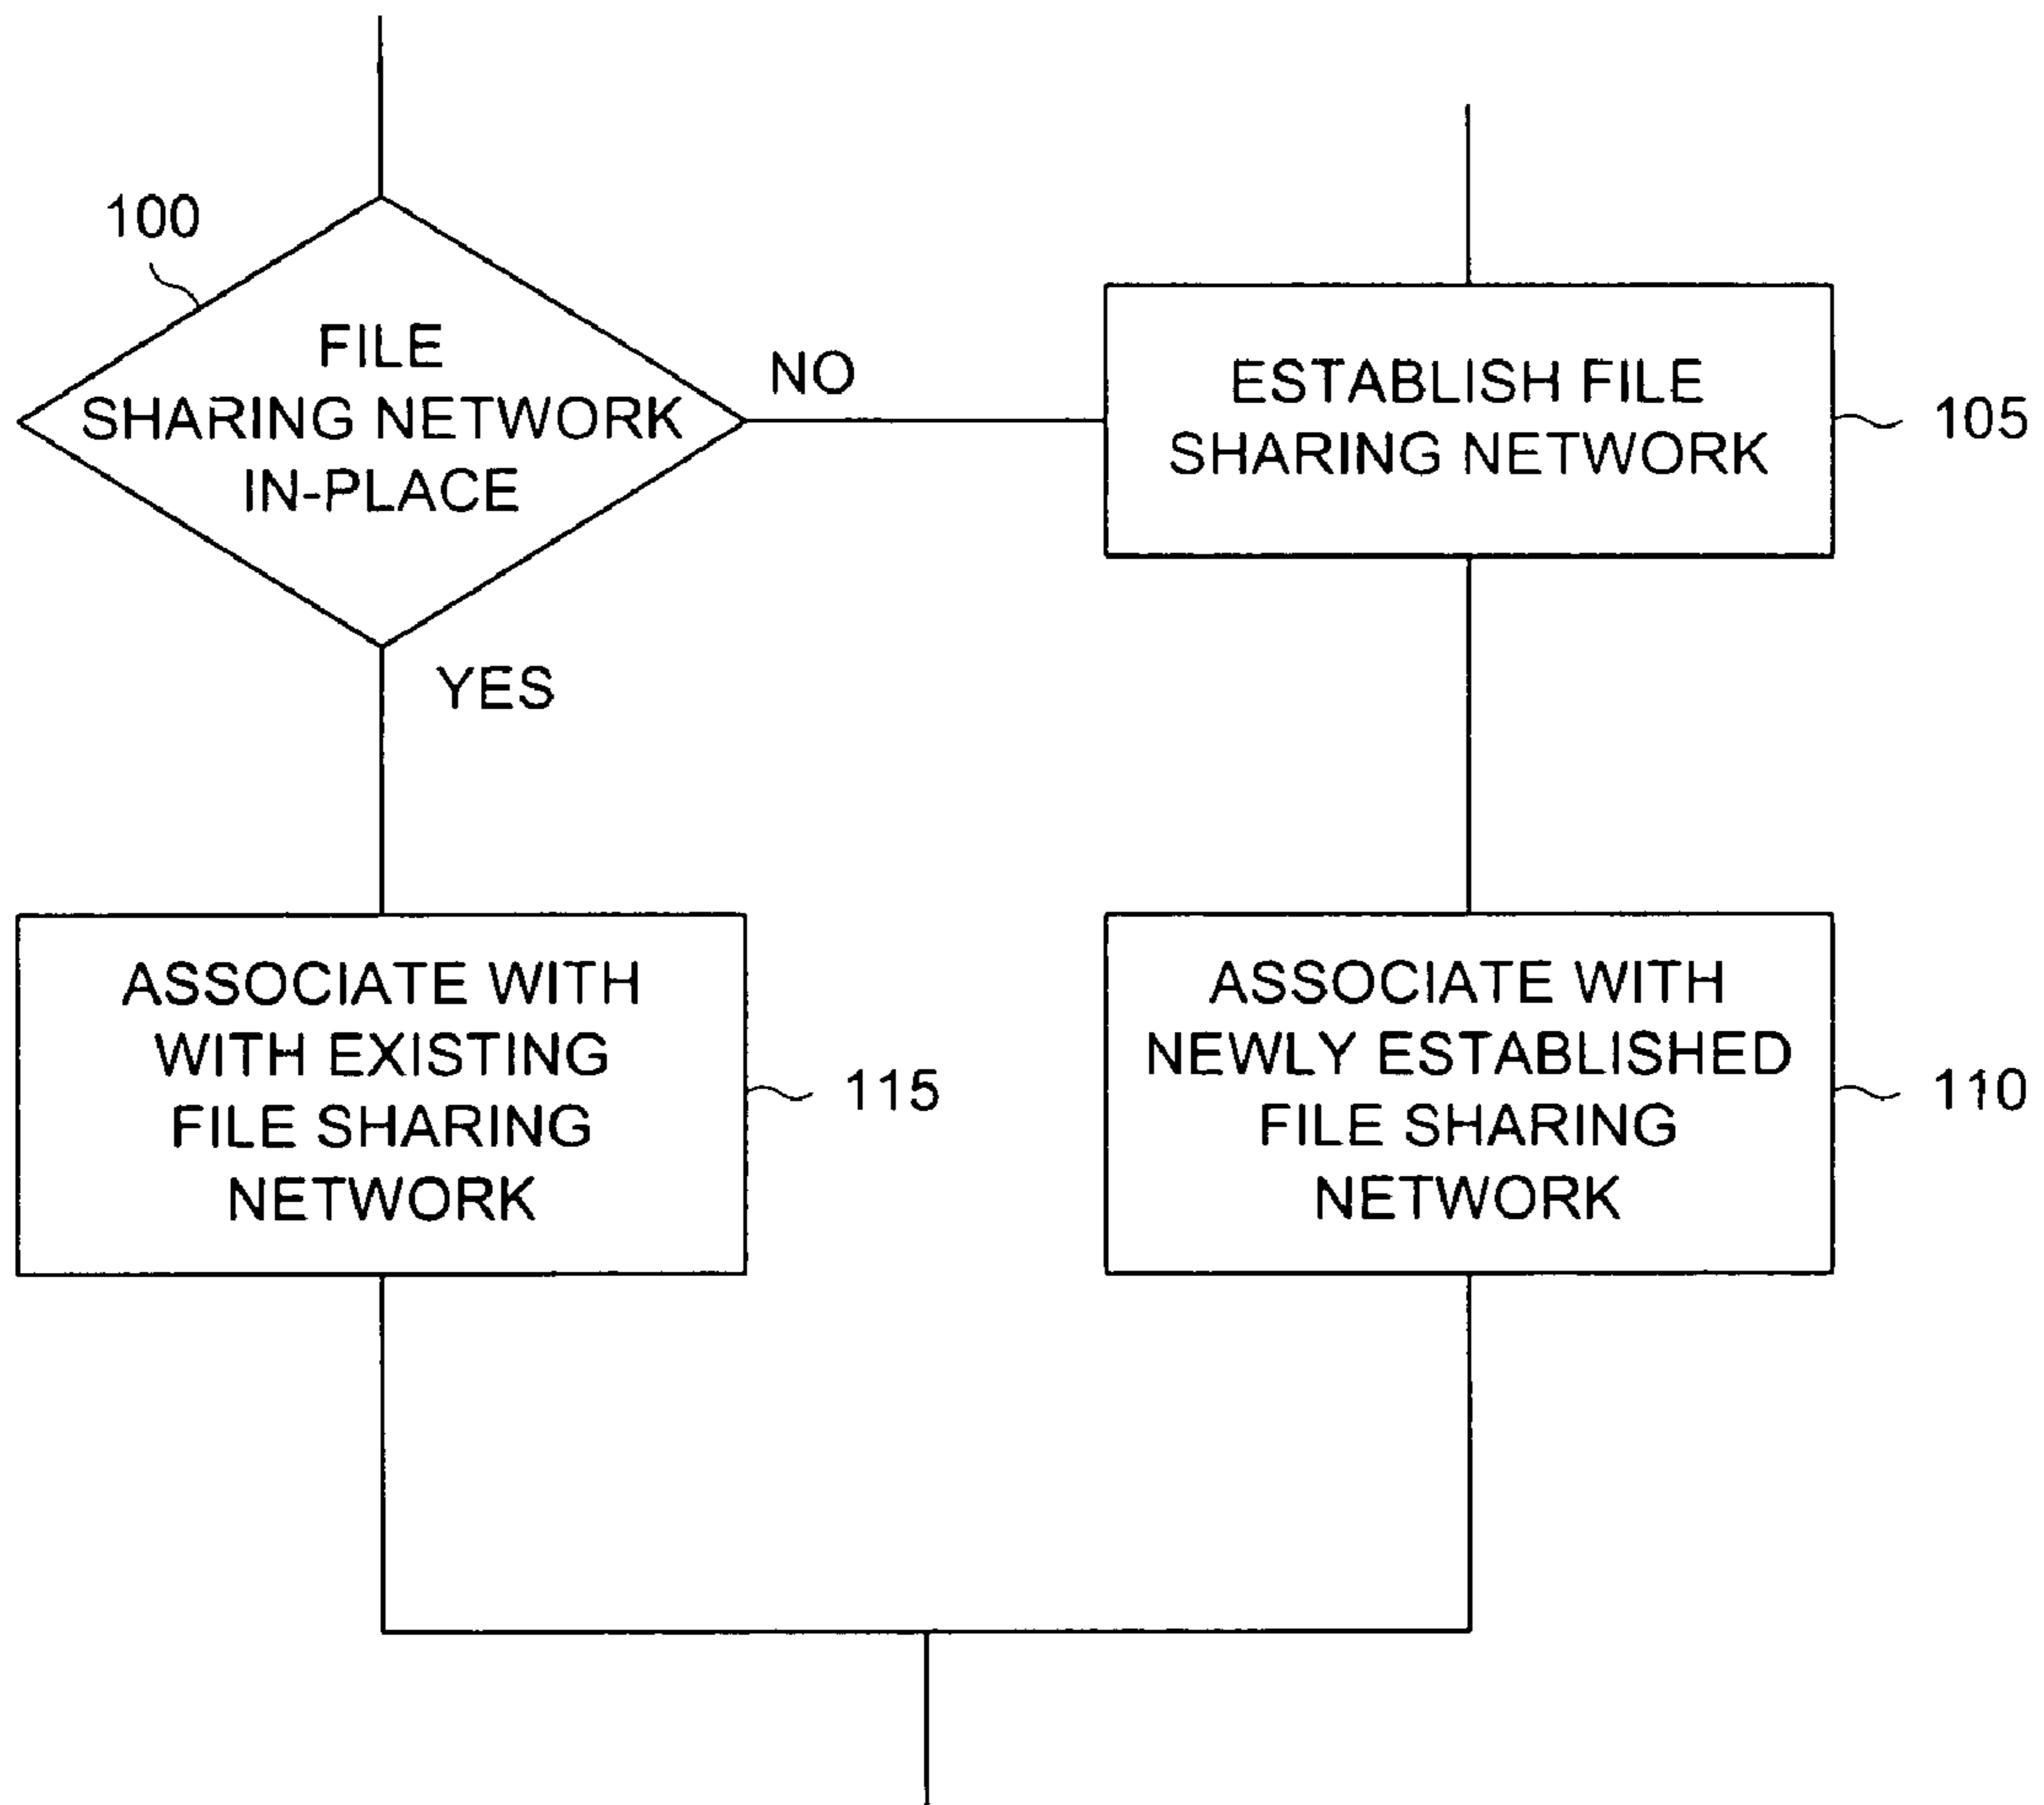 100
FILE
SHARING NETWORK
IN-PLACE
NO
YES
ESTABLISH FILE
SHARING NETWORK
105
ASSOCIATE WITH
WITH EXISTING
FILE SHARING
NETWORK
115
ASSOCIATE WITH
NEWLY ESTABLISHED
FILE SHARING
NETWORK
110